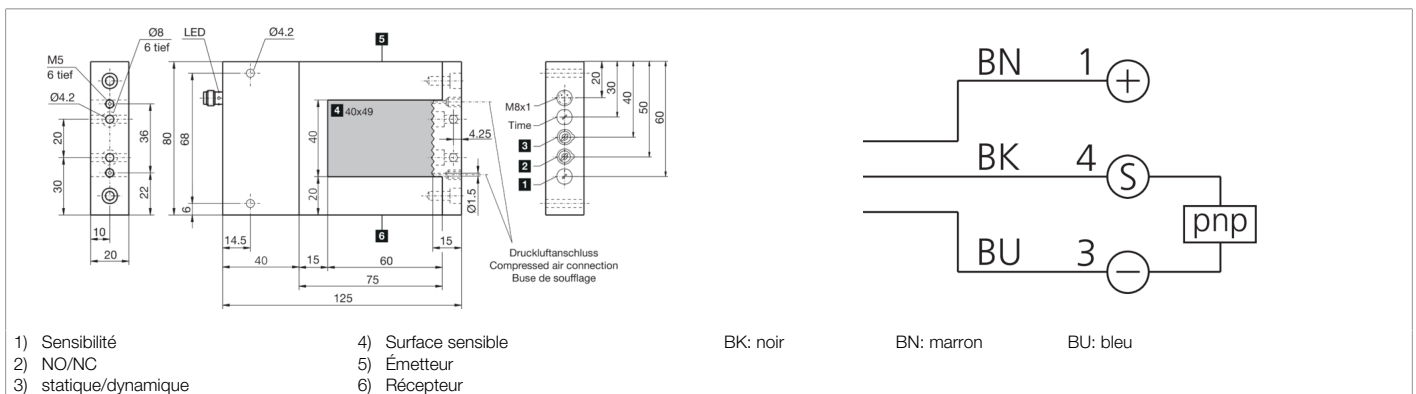 Ø8
6 tief
LED
Ø4.2
5
M5
6 tief
Ø4.2
20
30
36
22
10
20
80
68
6
4 40x49
40
20
4.25
Ø1.5
6
14.5
15
40
15
60
75
125
Druckluftanschluss
Compressed air connection
Buse de soufflage
20
30
40
50
60
M8x1
Time
3
2
1
BN 1 +
BK 4 S
pnp
BU 3 –
1) Sensibilité
2) NO/NC
3) statique/dynamique
4) Surface sensible
5) Émetteur
6) Récepteur
BK: noir
BN: marron
BU: bleu